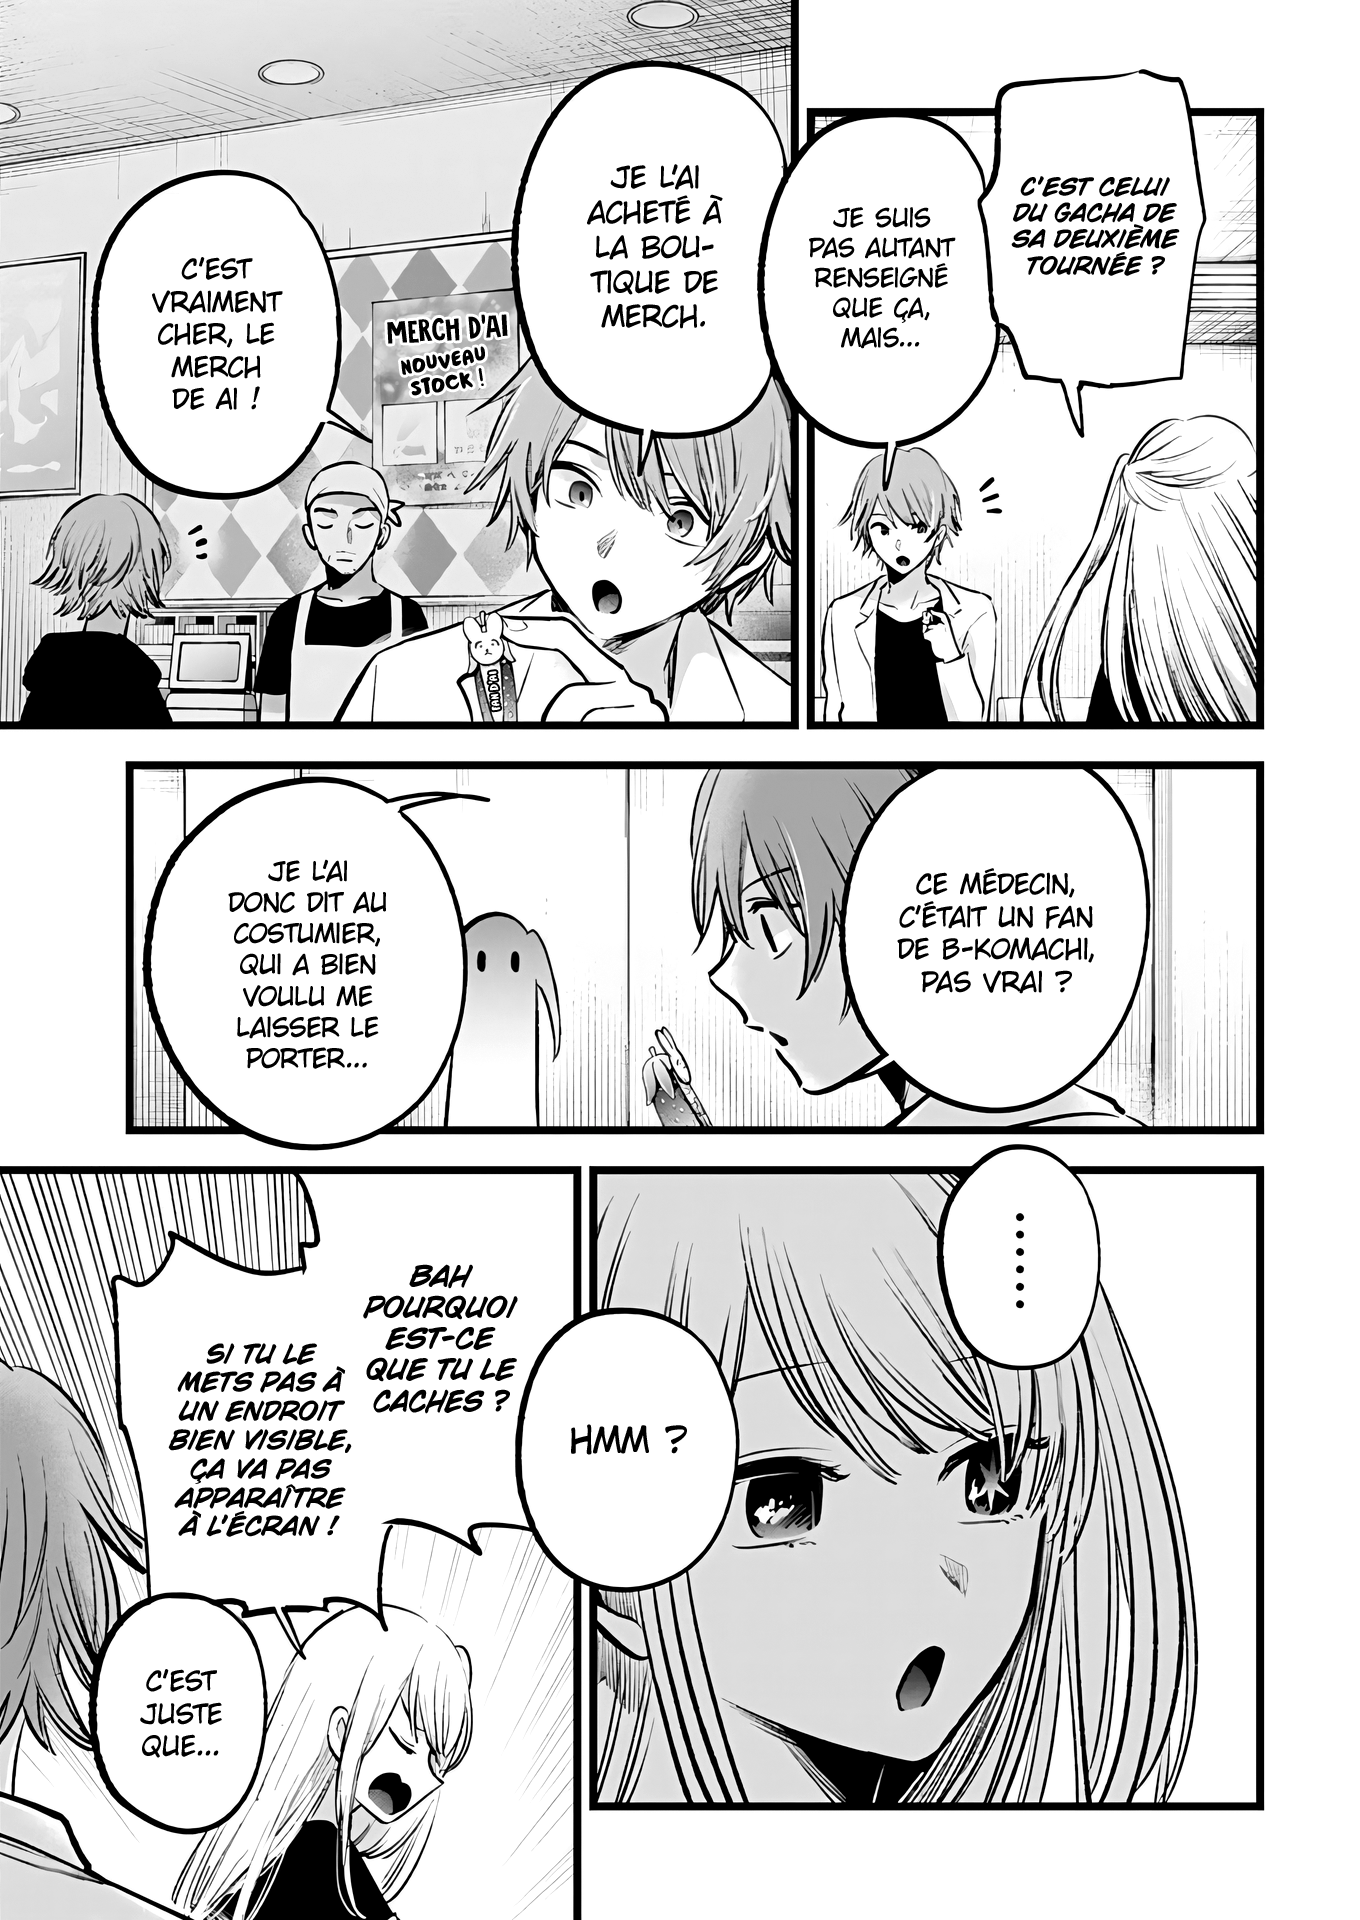 C'EST CELUI
DU GACHA DE
SA DEUXIÈME
TOURNÉE ?
JE SUIS
PAS AUTANT
RENSEIGNÉ
QUE ÇA,
MAIS...
JE L'AI
ACHETÉ À
LA BOU-
TIQUE DE
MERCH.
MERCH D'AI
NOUVEAU
STOCK !
C'EST
VRAIMENT
CHER, LE
MERCH
DE AI !
FAN D'AI
CE MÉDECIN,
C'ÉTAIT UN FAN
DE B-KOMACHI,
PAS VRAI ?
JE L'AI
DONC DIT AU
COSTUMIER,
QUI A BIEN
VOULU ME
LAISSER LE
PORTER...
.......
HMM ?
BAH
POURQUOI
EST-CE
QUE TU LE
CACHES ?
SI TU LE
METS PAS À
UN ENDROIT
BIEN VISIBLE,
ÇA VA PAS
APPARAÎTRE
À L'ÉCRAN !
C'EST
JUSTE
QUE...